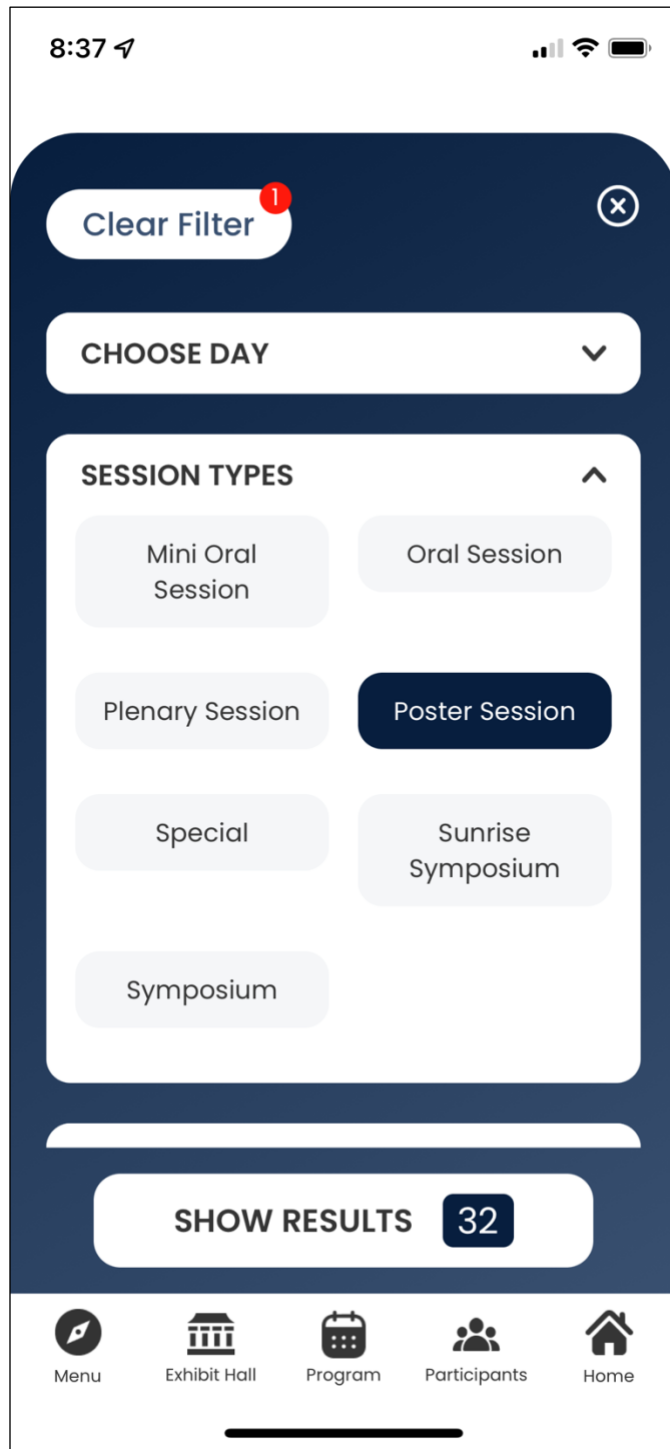 8:37
Clear Filter
1
CHOOSE DAY
SESSION TYPES
Mini Oral
Session
Oral Session
Plenary Session
Poster Session
Special
Sunrise
Symposium
Symposium
SHOW RESULTS 32
Menu
Exhibit Hall
Program
Participants
Home